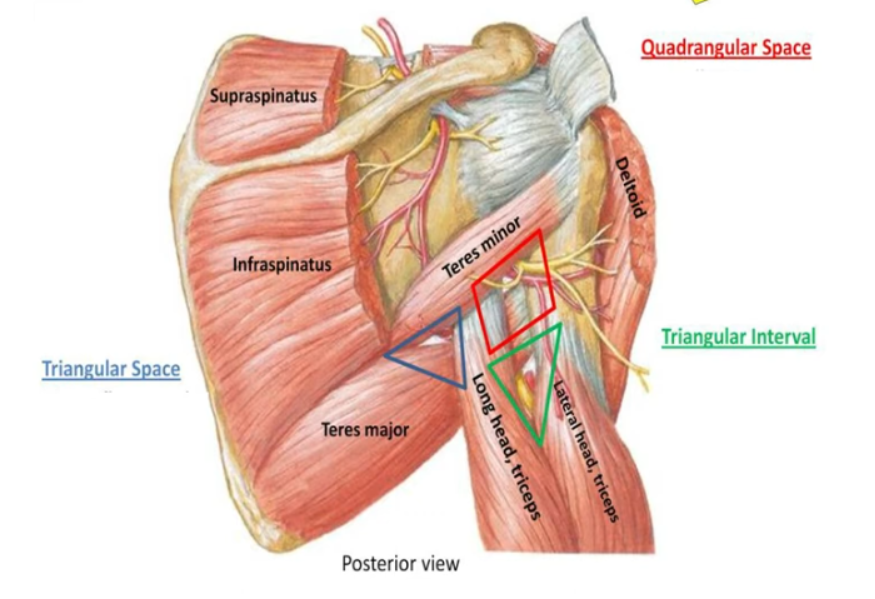 Quadrangular Space
Supraspinatus
Deltoid
Teres minor
Infraspinatus
Triangular Interval
Triangular Space
Teres major
Long head, triceps
Lateral head, triceps
Posterior view